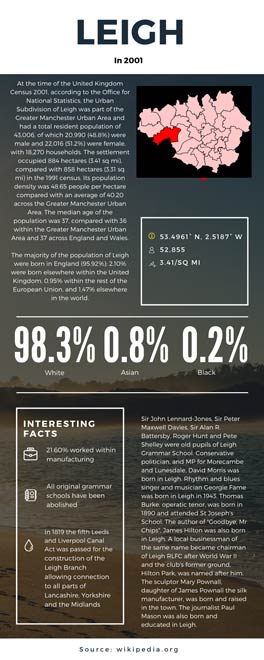 LEIGH
In 2001
At the time of the United Kingdom
Census 2001, according to the Office for
National Statistics, the Urban
Subdivision of Leigh was part of the
Greater Manchester Urban Area and
had a total resident population of
43,006, of which 20,990 (48.8%) were
male and 22,016 (51.2%) were female,
with 18,270 households. The settlement
occupied 884 hectares (3.41 sq mi),
compared with 858 hectares (3.31 sq
mi) in the 1991 census. Its population
density was 48.65 people per hectare
compared with an average of 40.20
across the Greater Manchester Urban
Area. The median age of the
population was 37, compared with 36
within the Greater Manchester Urban
Area and 37 across England and Wales.
The majority of the population of Leigh
were born in England (95.92%); 2.10%
were born elsewhere within the United
Kingdom, 0.95% within the rest of the
European Union, and 1.47% elsewhere
in the world.
53.4961° N, 2.5187° W
52,855
3.41/SQ MI
98.3% 0.8% 0.2%
White Asian Black
INTERESTING
FACTS
21.60% worked within
manufacturing
All original grammar
schools have been
abolished
In 1819 the fifth Leeds
and Liverpool Canal
Act was passed for the
construction of the
Leigh Branch
allowing connection
to all parts of
Lancashire, Yorkshire
and the Midlands
Sir John Lennard-Jones, Sir Peter
Maxwell Davies, Sir Alan R.
Battersby, Roger Hunt and Pete
Shelley were old pupils of Leigh
Grammar School. Conservative
politician, and MP for Morecambe
and Lunesdale, David Morris was
born in Leigh. Rhythm and blues
singer and musician Georgie Fame
was born in Leigh in 1943. Thomas
Burke, operatic tenor, was born in
1890 and attended St Joseph's
School. The author of "Goodbye, Mr
Chips", James Hilton was also born
in Leigh. A local businessman of
the same name became chairman
of Leigh RLFC after World War II
and the club's former ground,
Hilton Park, was named after him.
The sculptor Mary Pownall,
daughter of James Pownall the silk
manufacturer, was born and raised
in the town. The journalist Paul
Mason was also born and
educated in Leigh.
Source: wikipedia.org